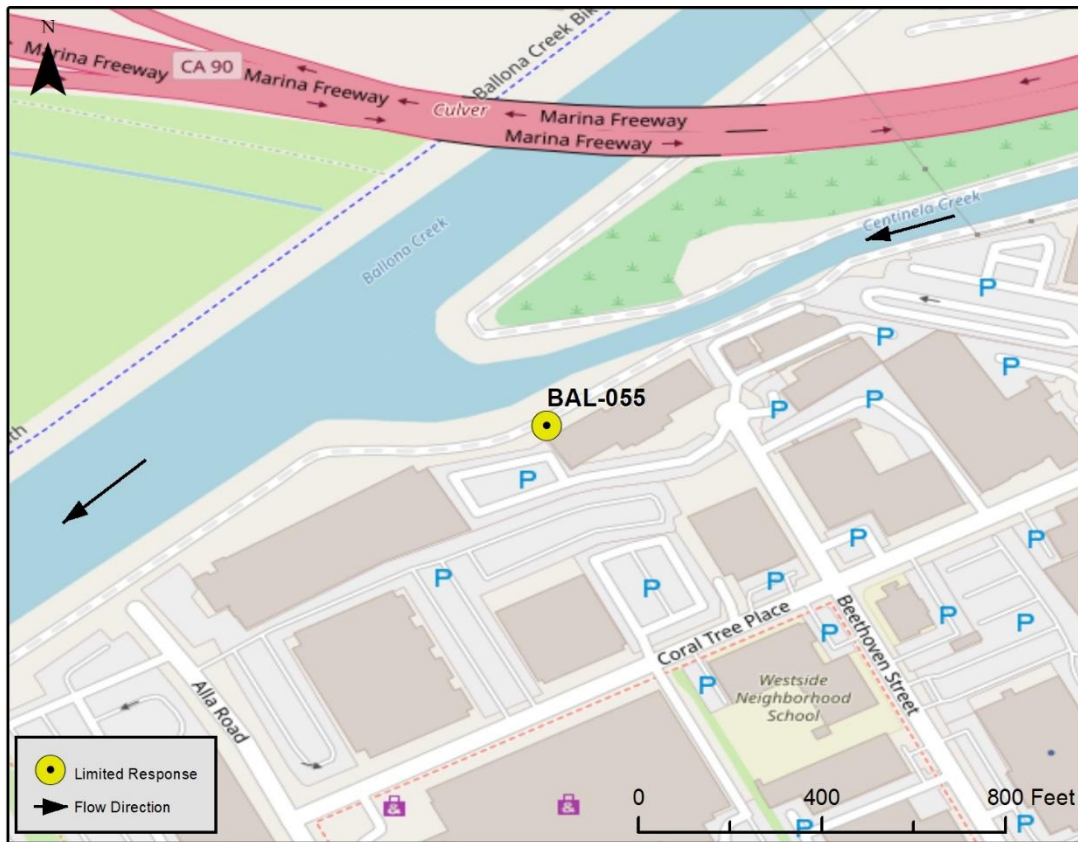 N
Marina Freeway
CA 90
Marina Freeway
Ballona Creek Bik
Culver
Marina Freeway
Marina Freeway
Ballona Creek
Centinela Creek
P
P
P
BAL-055
P
P
th
P
P
P
P
P
P
P
P
Coral Tree Place
Beethoven Street
P
P
Westside
Neighborhood
School
Alla Road
Limited Response
Flow Direction
0
400
800 Feet
P
P